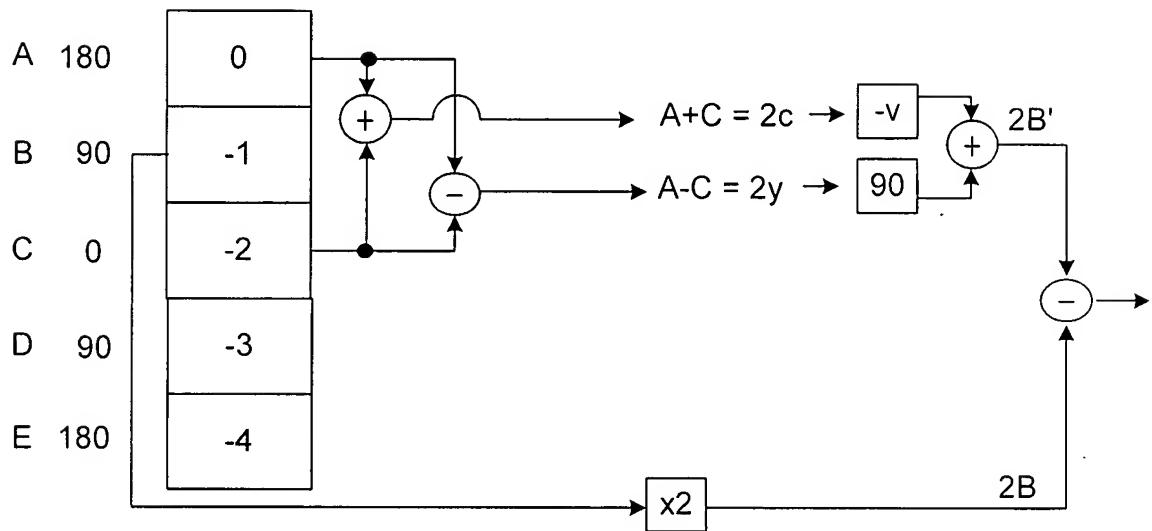 A 180 0
+
A+C = 2c
-v
2B'
+
B 90 -1
−
A-C = 2y
90
C 0 -2
−
D 90 -3
E 180 -4
x2
2B